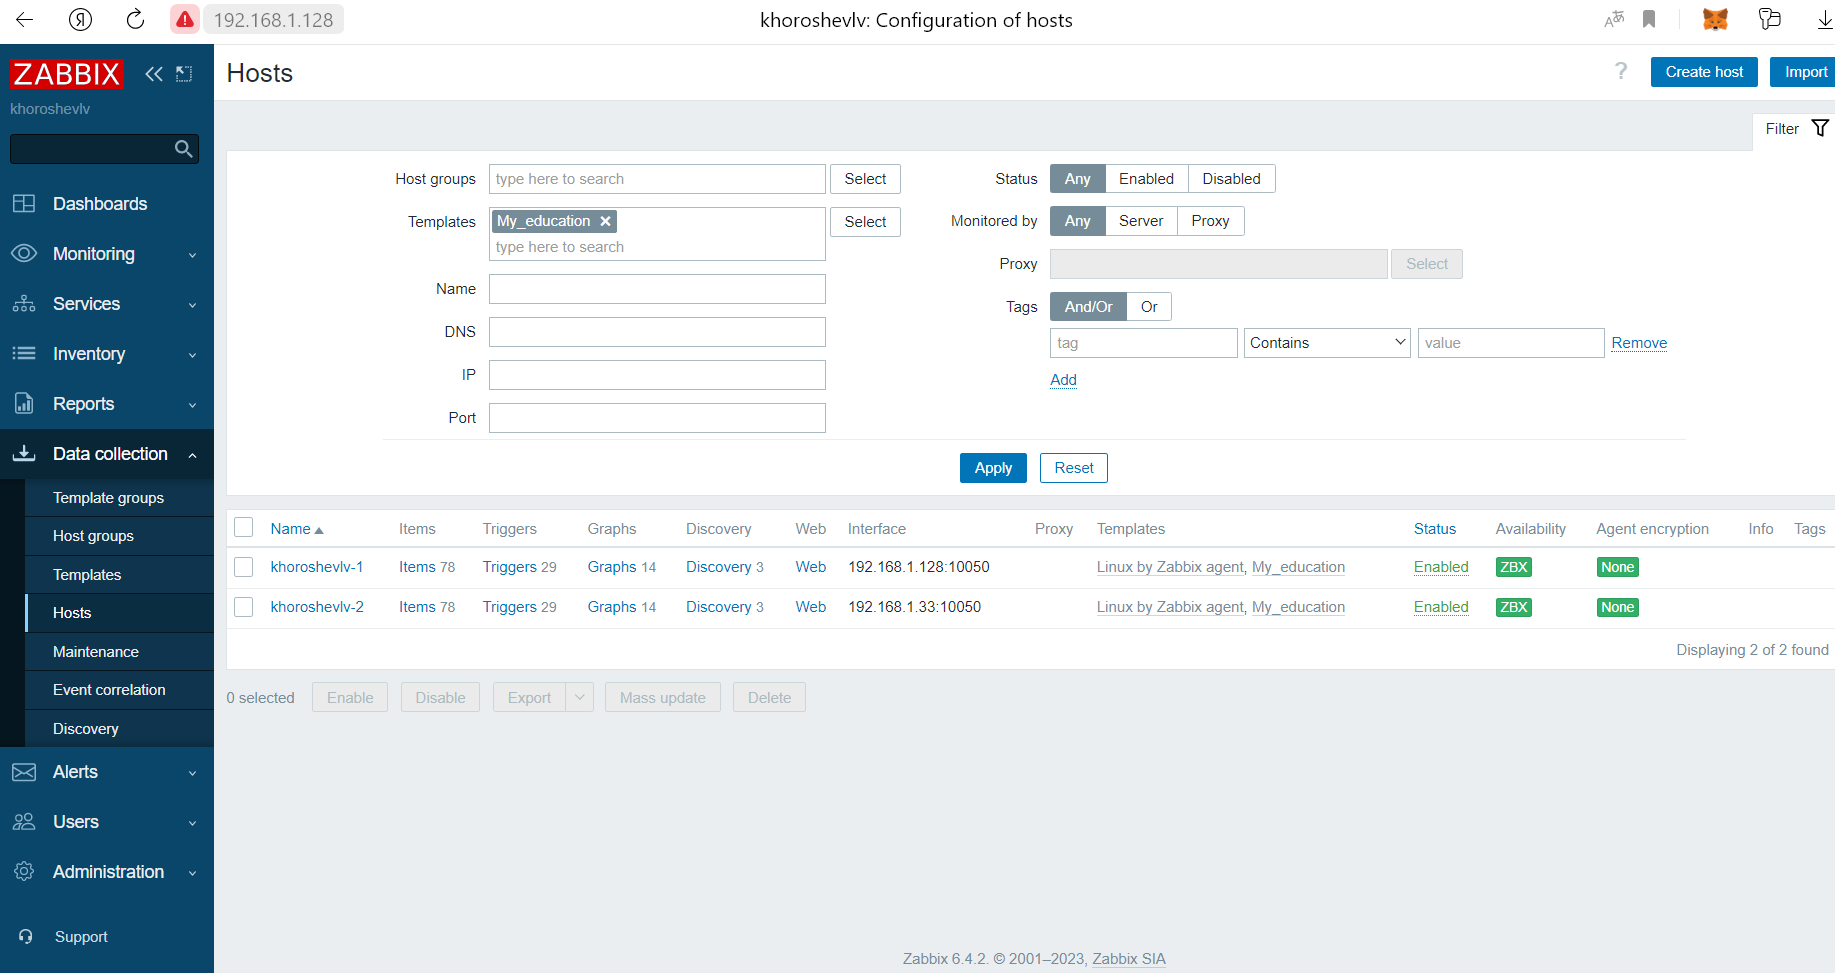 192.168.1.128
khoroshevlv: Configuration of hosts
ZABBIX
khoroshevlv
Dashboards
Monitoring
Services
Inventory
Reports
Data collection
Template groups
Host groups
Templates
Hosts
Maintenance
Event correlation
Discovery
Alerts
Users
Administration
Support
Hosts
? Create host Import
Filter
Host groups type here to search Select
Templates My_education Select
type here to search
Name
DNS
IP
Port
Status Any Enabled Disabled
Monitored by Any Server Proxy
Proxy Select
Tags And/Or Or
tag Contains value Remove
Add
Apply Reset
Name Items Triggers Graphs Discovery Web Interface Proxy Templates Status Availability Agent encryption Info Tags
khoroshevlv-1 Items 78 Triggers 29 Graphs 14 Discovery 3 Web 192.168.1.128:10050 Linux by Zabbix agent, My_education Enabled ZBX None
khoroshevlv-2 Items 78 Triggers 29 Graphs 14 Discovery 3 Web 192.168.1.33:10050 Linux by Zabbix agent, My_education Enabled ZBX None
Displaying 2 of 2 found
0 selected Enable Disable Export Mass update Delete
Zabbix 6.4.2. © 2001–2023, Zabbix SIA